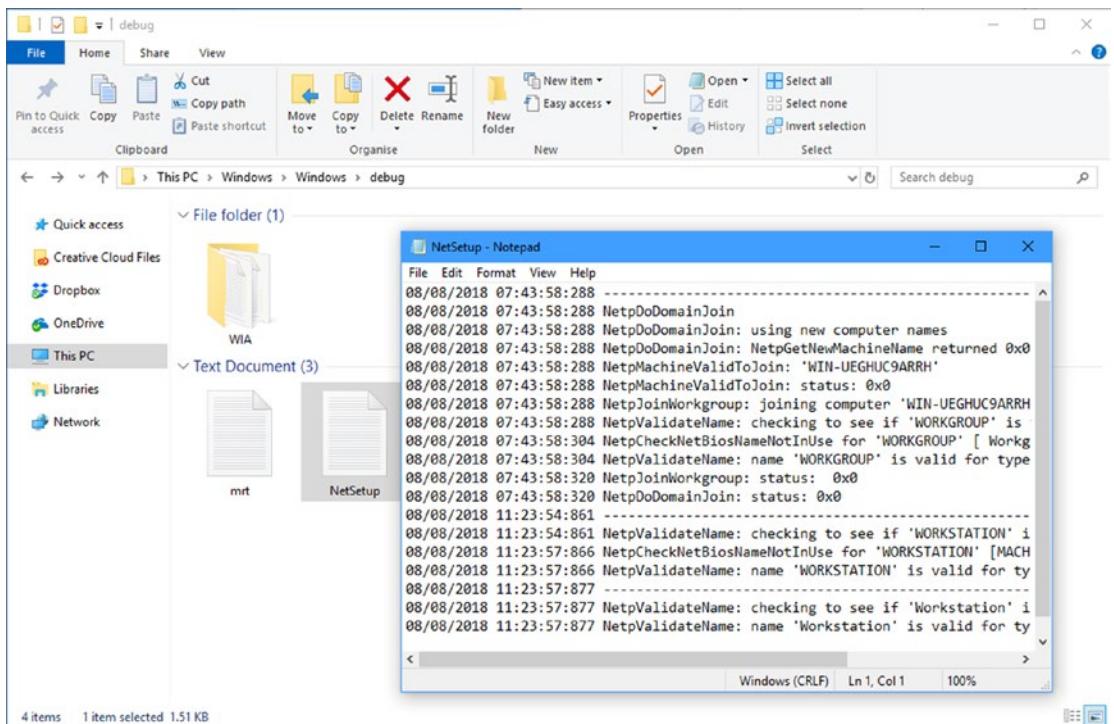 debug
File Home Share View
Pin to Quick access
Copy
Paste
Cut
Copy path
Paste shortcut
Clipboard
Move to
Copy to
Delete
Rename
Organise
New folder
New item
Easy access
New
Properties
Open
Edit
History
Open
Select all
Select none
Invert selection
Select
This PC > Windows > Windows > debug
Search debug
Quick access
Creative Cloud Files
Dropbox
OneDrive
This PC
Libraries
Network
File folder (1)
WIA
Text Document (3)
mrt
NetSetup
NetSetup - Notepad
File Edit Format View Help
08/08/2018 07:43:58:288 -----------------------------------------------------
08/08/2018 07:43:58:288 NetpDoDomainJoin
08/08/2018 07:43:58:288 NetpDoDomainJoin: using new computer names
08/08/2018 07:43:58:288 NetpDoDomainJoin: NetpGetNewMachineName returned 0x0
08/08/2018 07:43:58:288 NetpMachineValidToJoin: 'WIN-UEGHUC9ARRH'
08/08/2018 07:43:58:288 NetpMachineValidToJoin: status: 0x0
08/08/2018 07:43:58:288 NetpJoinWorkgroup: joining computer 'WIN-UEGHUC9ARRH
08/08/2018 07:43:58:288 NetpValidateName: checking to see if 'WORKGROUP' is
08/08/2018 07:43:58:304 NetpCheckNetBiosNameNotInUse for 'WORKGROUP' [ Workg
08/08/2018 07:43:58:304 NetpValidateName: name 'WORKGROUP' is valid for type
08/08/2018 07:43:58:320 NetpJoinWorkgroup: status:  0x0
08/08/2018 07:43:58:320 NetpDoDomainJoin: status: 0x0
08/08/2018 11:23:54:861 -----------------------------------------------------
08/08/2018 11:23:54:861 NetpValidateName: checking to see if 'WORKSTATION' i
08/08/2018 11:23:57:866 NetpCheckNetBiosNameNotInUse for 'WORKSTATION' [MACH
08/08/2018 11:23:57:866 NetpValidateName: name 'WORKSTATION' is valid for ty
08/08/2018 11:23:57:877 -----------------------------------------------------
08/08/2018 11:23:57:877 NetpValidateName: checking to see if 'Workstation' i
08/08/2018 11:23:57:877 NetpValidateName: name 'Workstation' is valid for ty
Windows (CRLF) Ln 1, Col 1 100%
4 items 1 item selected 1.51 KB